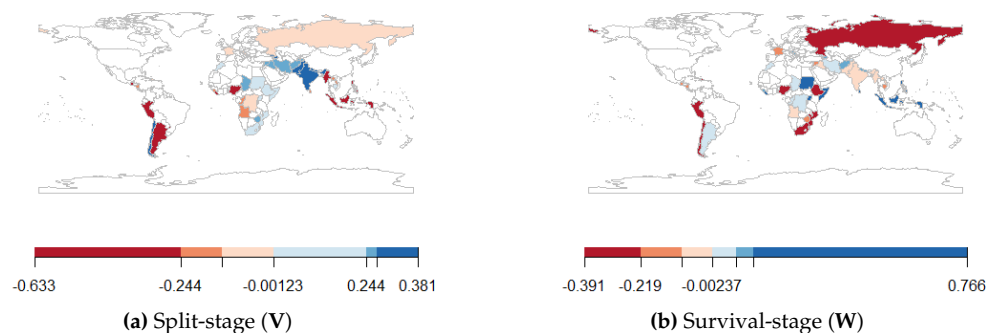 -0.633 -0.244 -0.00123 0.244 0.381
-0.391 -0.219 -0.00237 0.766
(a) Split-stage (V)
(b) Survival-stage (W)